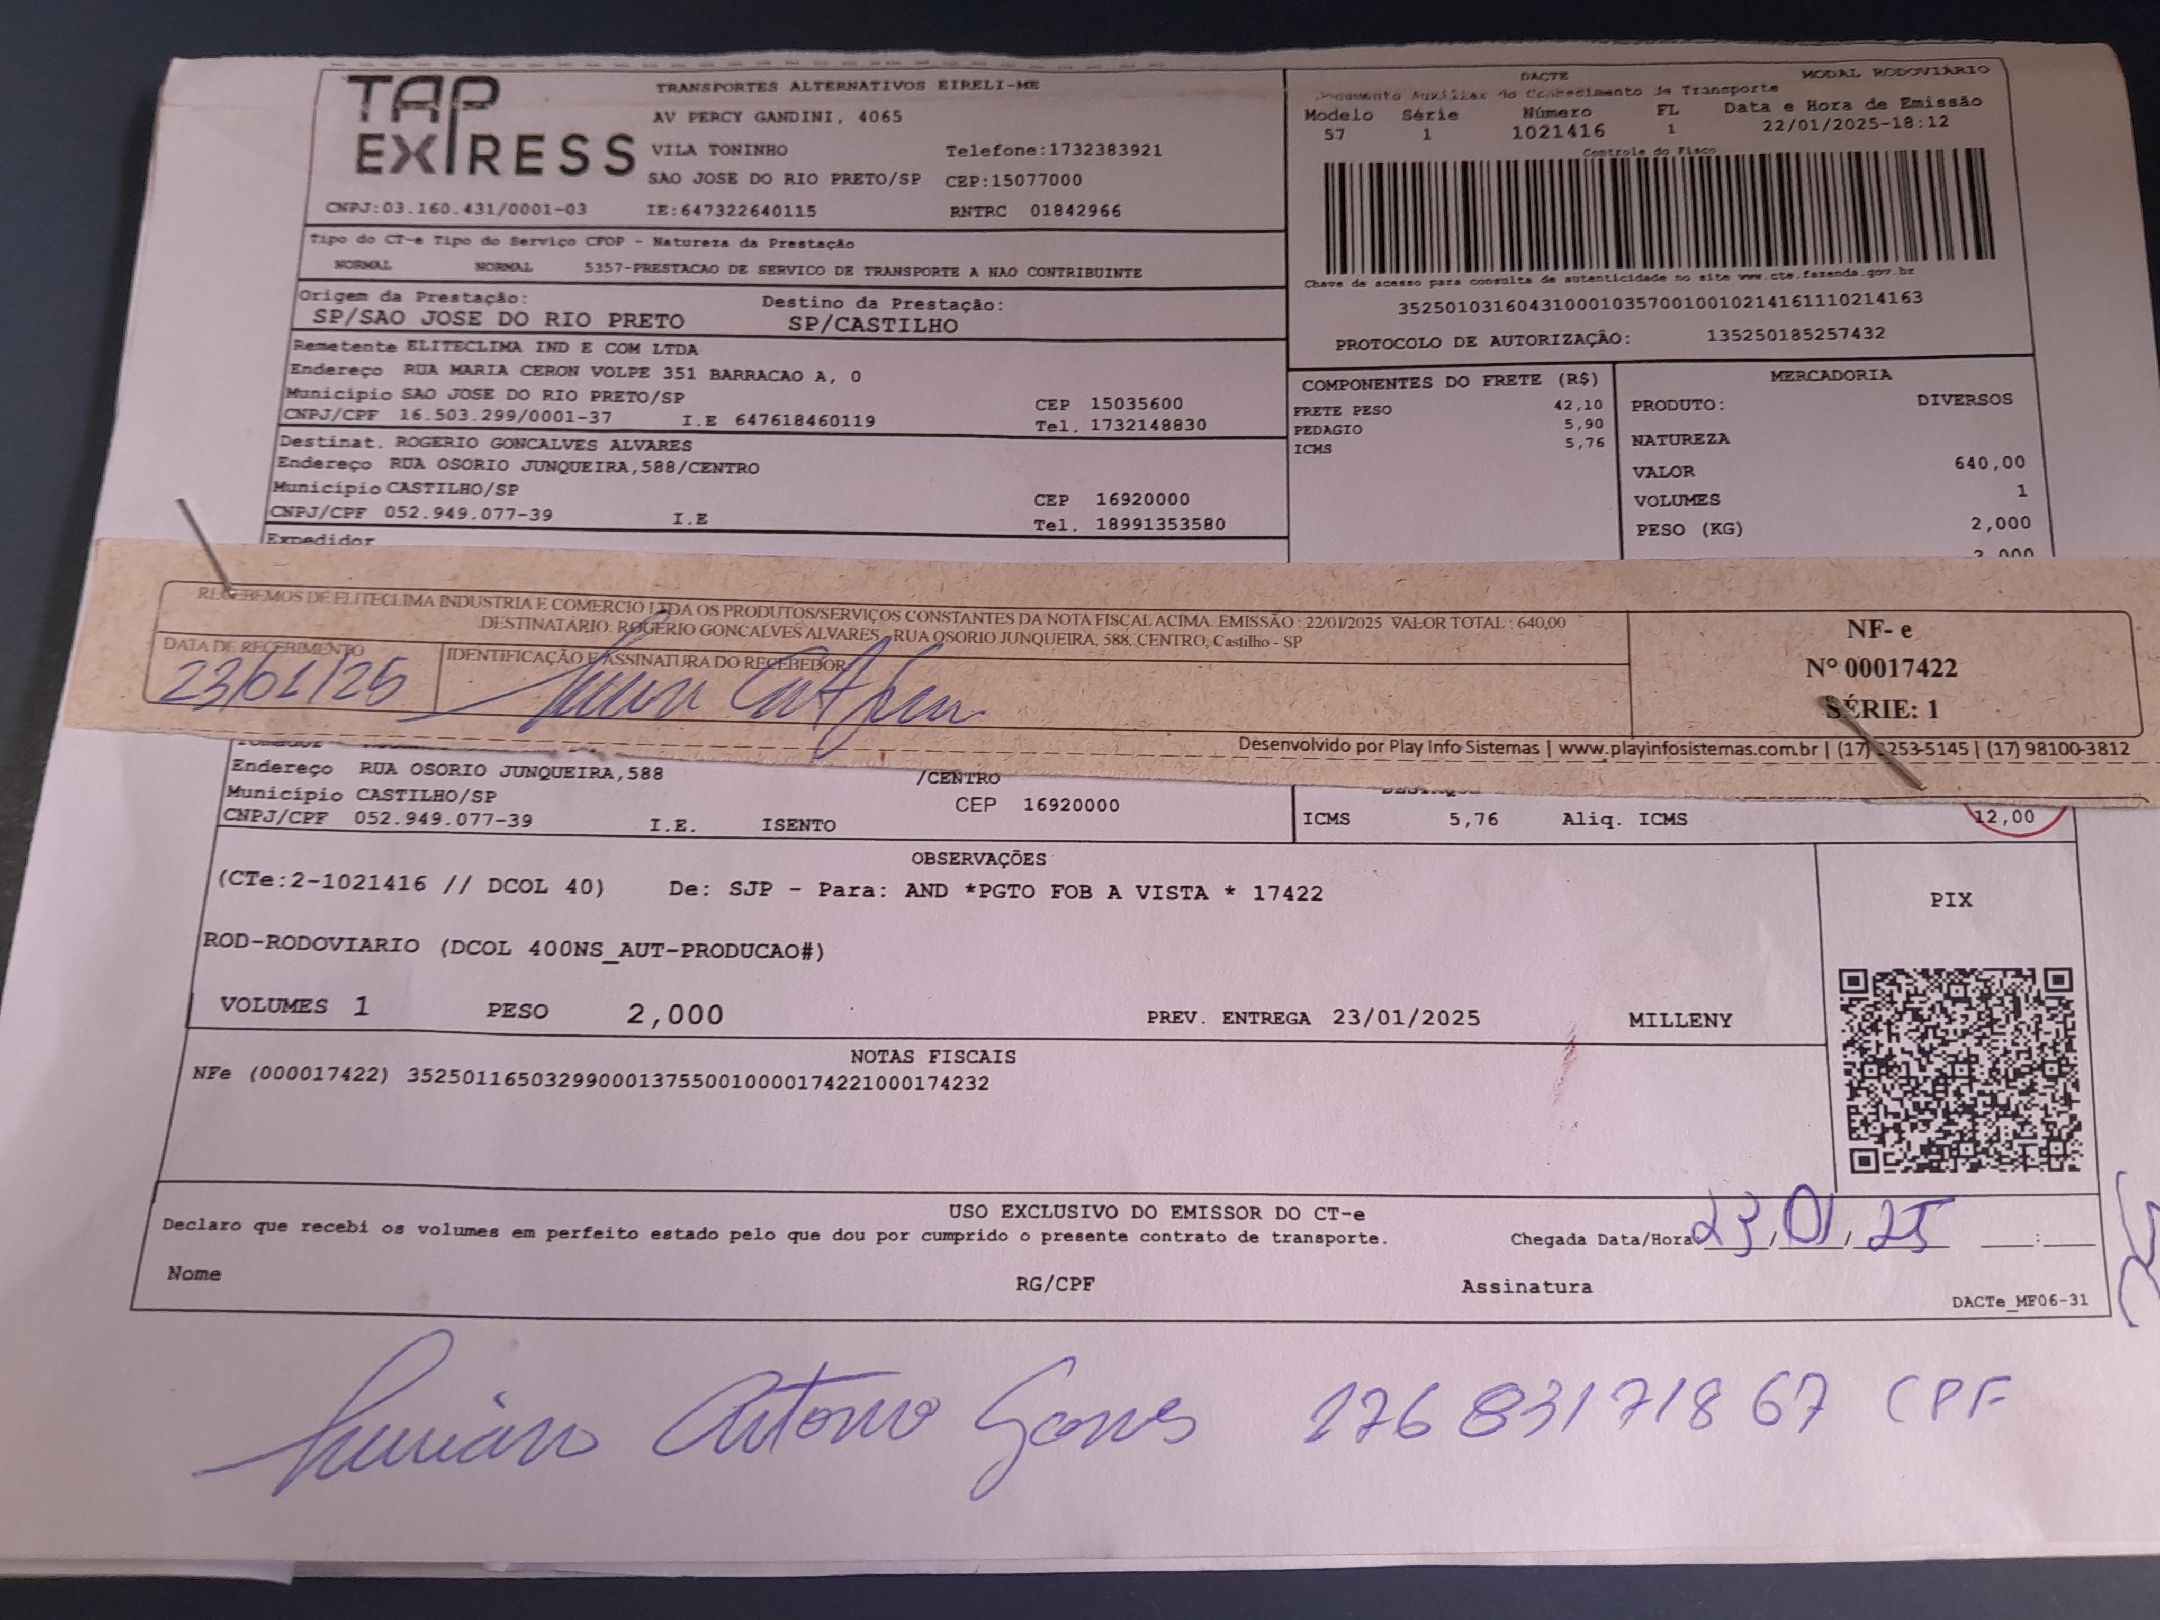 TAP EXPRESS
TRANSPORTES ALTERNATIVOS EIRELI-ME
AV PERCY GANDINI, 4065
VILA TONINHO Telefone:1732383921
SAO JOSE DO RIO PRETO/SP CEP:15077000
CNPJ:03.160.431/0001-03 IE:647322640115 RNTRC 01842966
DACTE MODAL RODOVIÁRIO
Documento Auxiliar do Conhecimento de Transporte
Modelo Série Número FL Data e Hora de Emissão
57 1 1021416 1 22/01/2025-18:12
Controle do Fisco
Chave de acesso para consulta de autenticidade no site www.cte.fazenda.gov.br
35250103160431000103570010010214161110214163
PROTOCOLO DE AUTORIZAÇÃO: 135250185257432
Tipo do CT-e Tipo do Serviço CFOP - Natureza da Prestação
NORMAL NORMAL 5357-PRESTACAO DE SERVICO DE TRANSPORTE A NAO CONTRIBUINTE
Origem da Prestação: Destino da Prestação:
SP/SAO JOSE DO RIO PRETO SP/CASTILHO
Remetente ELITECLIMA IND E COM LTDA
Endereço RUA MARIA CERON VOLPE 351 BARRACAO A, 0
Município SAO JOSE DO RIO PRETO/SP CEP 15035600
CNPJ/CPF 16.503.299/0001-37 I.E 647618460119 Tel. 1732148830
Destinat. ROGERIO GONCALVES ALVARES
Endereço RUA OSORIO JUNQUEIRA,588/CENTRO
Município CASTILHO/SP CEP 16920000
CNPJ/CPF 052.949.077-39 I.E Tel. 18991353580
Expedidor
COMPONENTES DO FRETE (R$)
FRETE PESO 42,10
PEDAGIO 5,90
ICMS 5,76
MERCADORIA
PRODUTO: DIVERSOS
NATUREZA
VALOR 640,00
VOLUMES 1
PESO (KG) 2,000
2,000
RECEBEMOS DE ELITECLIMA INDUSTRIA E COMERCIO LTDA OS PRODUTOS/SERVIÇOS CONSTANTES DA NOTA FISCAL ACIMA. EMISSÃO : 22/01/2025 VALOR TOTAL : 640,00
DESTINATÁRIO: ROGERIO GONCALVES ALVARES , RUA OSORIO JUNQUEIRA, 588, CENTRO, Castilho - SP
DATA DE RECEBIMENTO IDENTIFICAÇÃO E ASSINATURA DO RECEBEDOR
23/01/25
NF- e
Nº 00017422
SÉRIE: 1
Desenvolvido por Play Info Sistemas | www.playinfosistemas.com.br | (17) 3253-5145 | (17) 98100-3812
Tomador
Endereço RUA OSORIO JUNQUEIRA,588 /CENTRO
Município CASTILHO/SP CEP 16920000
CNPJ/CPF 052.949.077-39 I.E. ISENTO
ICMS 5,76 Aliq. ICMS 12,00
OBSERVAÇÕES
(CTe:2-1021416 // DCOL 40) De: SJP - Para: AND *PGTO FOB A VISTA * 17422
ROD-RODOVIARIO (DCOL 400NS_AUT-PRODUCAO#)
VOLUMES 1 PESO 2,000 PREV. ENTREGA 23/01/2025 MILLENY
PIX
NOTAS FISCAIS
NFe (000017422) 35250116503299000137550010000174221000174232
USO EXCLUSIVO DO EMISSOR DO CT-e
Declaro que recebi os volumes em perfeito estado pelo que dou por cumprido o presente contrato de transporte. Chegada Data/Hora 23/01/25 __:__
Nome RG/CPF Assinatura
DACTe_MF06-31
Antonio 17683171867 CPF